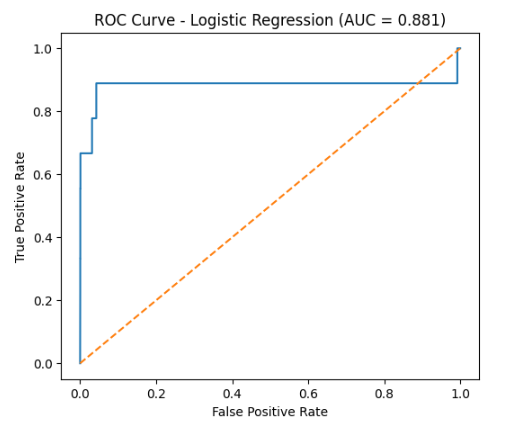 ROC Curve - Logistic Regression (AUC = 0.881)
1.0
0.8
0.6
0.4
0.2
0.0
True Positive Rate
0.0 0.2 0.4 0.6 0.8 1.0
False Positive Rate